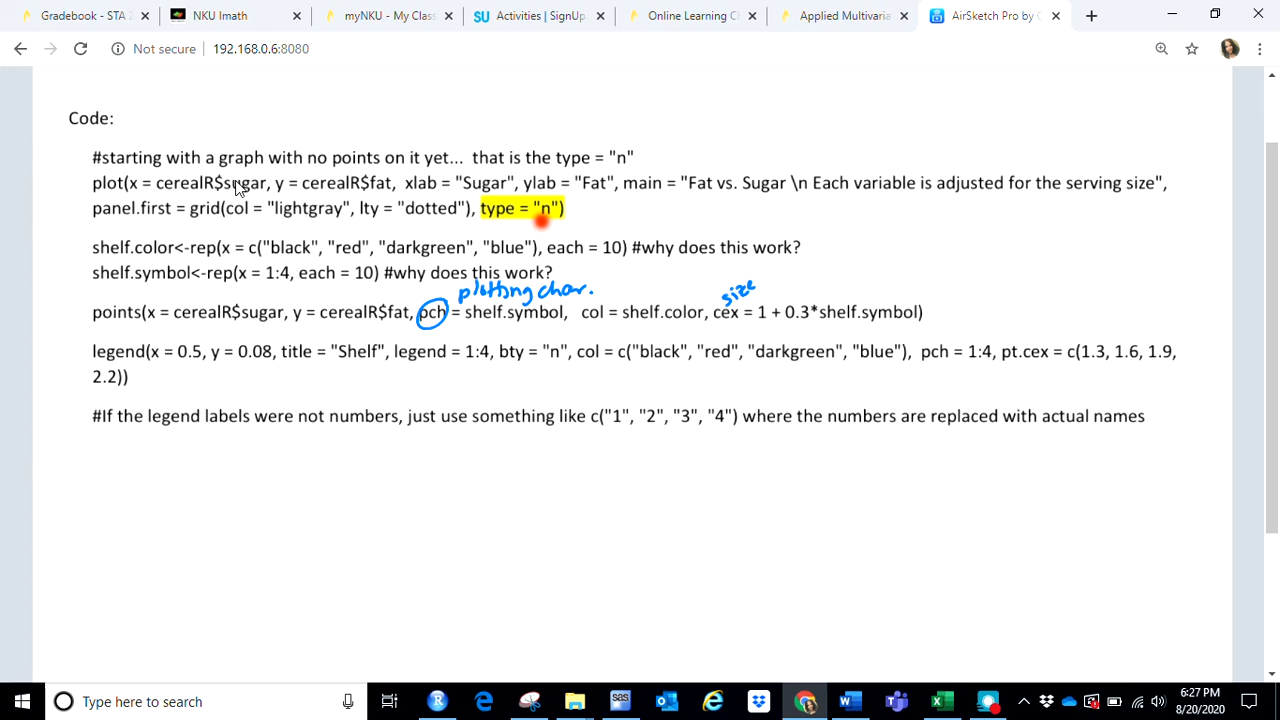 Gradebook - STA 2
NKU Imath
myNKU - My Clas
SU Activities | SignUp
Online Learning C
Applied Multivaria
AirSketch Pro by
Not secure | 192.168.0.6:8080
Code:
#starting with a graph with no points on it yet... that is the type = "n"
plot(x = cerealR$sugar, y = cerealR$fat, xlab = "Sugar", ylab = "Fat", main = "Fat vs. Sugar \n Each variable is adjusted for the serving size",
panel.first = grid(col = "lightgray", lty = "dotted"), type = "n")
shelf.color<-rep(x = c("black", "red", "darkgreen", "blue"), each = 10) #why does this work?
shelf.symbol<-rep(x = 1:4, each = 10) #why does this work?
plotting char. size
points(x = cerealR$sugar, y = cerealR$fat, pch = shelf.symbol, col = shelf.color, cex = 1 + 0.3*shelf.symbol)
legend(x = 0.5, y = 0.08, title = "Shelf", legend = 1:4, bty = "n", col = c("black", "red", "darkgreen", "blue"), pch = 1:4, pt.cex = c(1.3, 1.6, 1.9,
2.2))
#If the legend labels were not numbers, just use something like c("1", "2", "3", "4") where the numbers are replaced with actual names
Type here to search
6:27 PM
8/20/2020